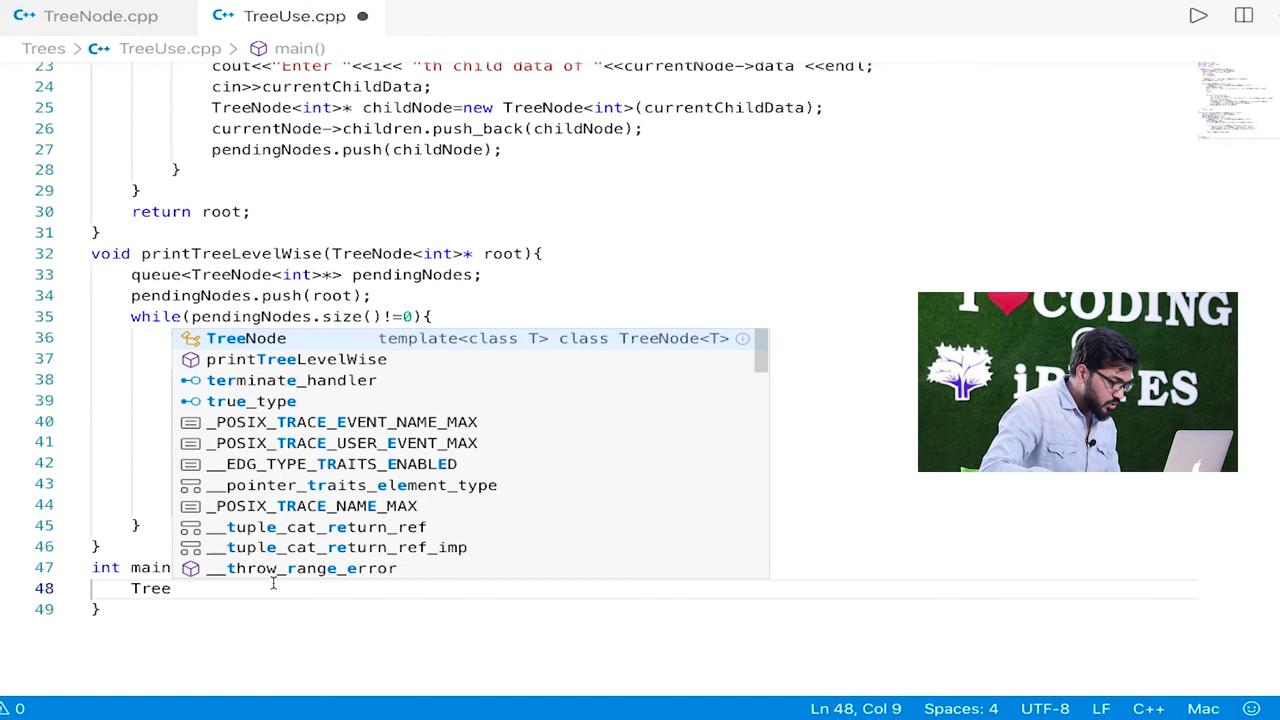 TreeNode.cpp
TreeUse.cpp
Trees > TreeUse.cpp > main()
23 cout<<"Enter "<<i<< "th child data of "<<currentNode->data <<endl;
24 cin>>currentChildData;
25 TreeNode<int>* childNode=new TreeNode<int>(currentChildData);
26 currentNode->children.push_back(childNode);
27 pendingNodes.push(childNode);
28 }
29 }
30 return root;
31 }
32 void printTreeLevelWise(TreeNode<int>* root){
33 queue<TreeNode<int>*> pendingNodes;
34 pendingNodes.push(root);
35 while(pendingNodes.size()!=0){
36 TreeNode template<class T> class TreeNode<T>
37 printTreeLevelWise
38 terminate_handler
39 true_type
40 _POSIX_TRACE_EVENT_NAME_MAX
41 _POSIX_TRACE_USER_EVENT_MAX
42 __EDG_TYPE_TRAITS_ENABLED
43 __pointer_traits_element_type
44 _POSIX_TRACE_NAME_MAX
45 } __tuple_cat_return_ref
46 } __tuple_cat_return_ref_imp
47 int main __throw_range_error
48 Tree
49 }
I CODING
0 Ln 48, Col 9 Spaces: 4 UTF-8 LF C++ Mac